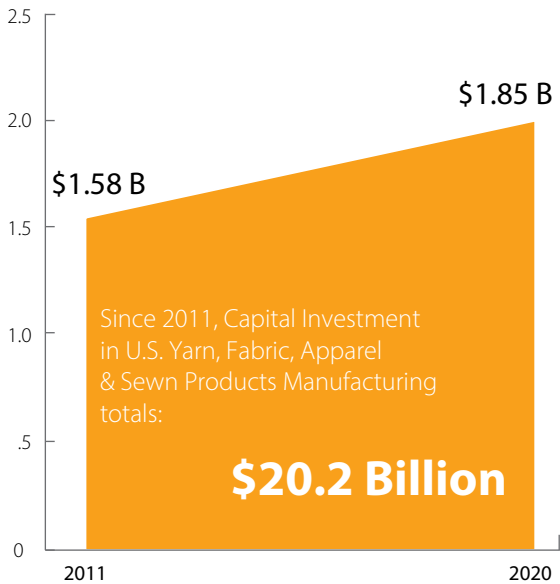 2.5
$1.85 B
2.0
$1.58 B
1.5
Since 2011, Capital Investment
in U.S. Yarn, Fabric, Apparel
1.0
& Sewn Products Manufacturing
totals:
.5
$20.2 Billion
0
2011 2020